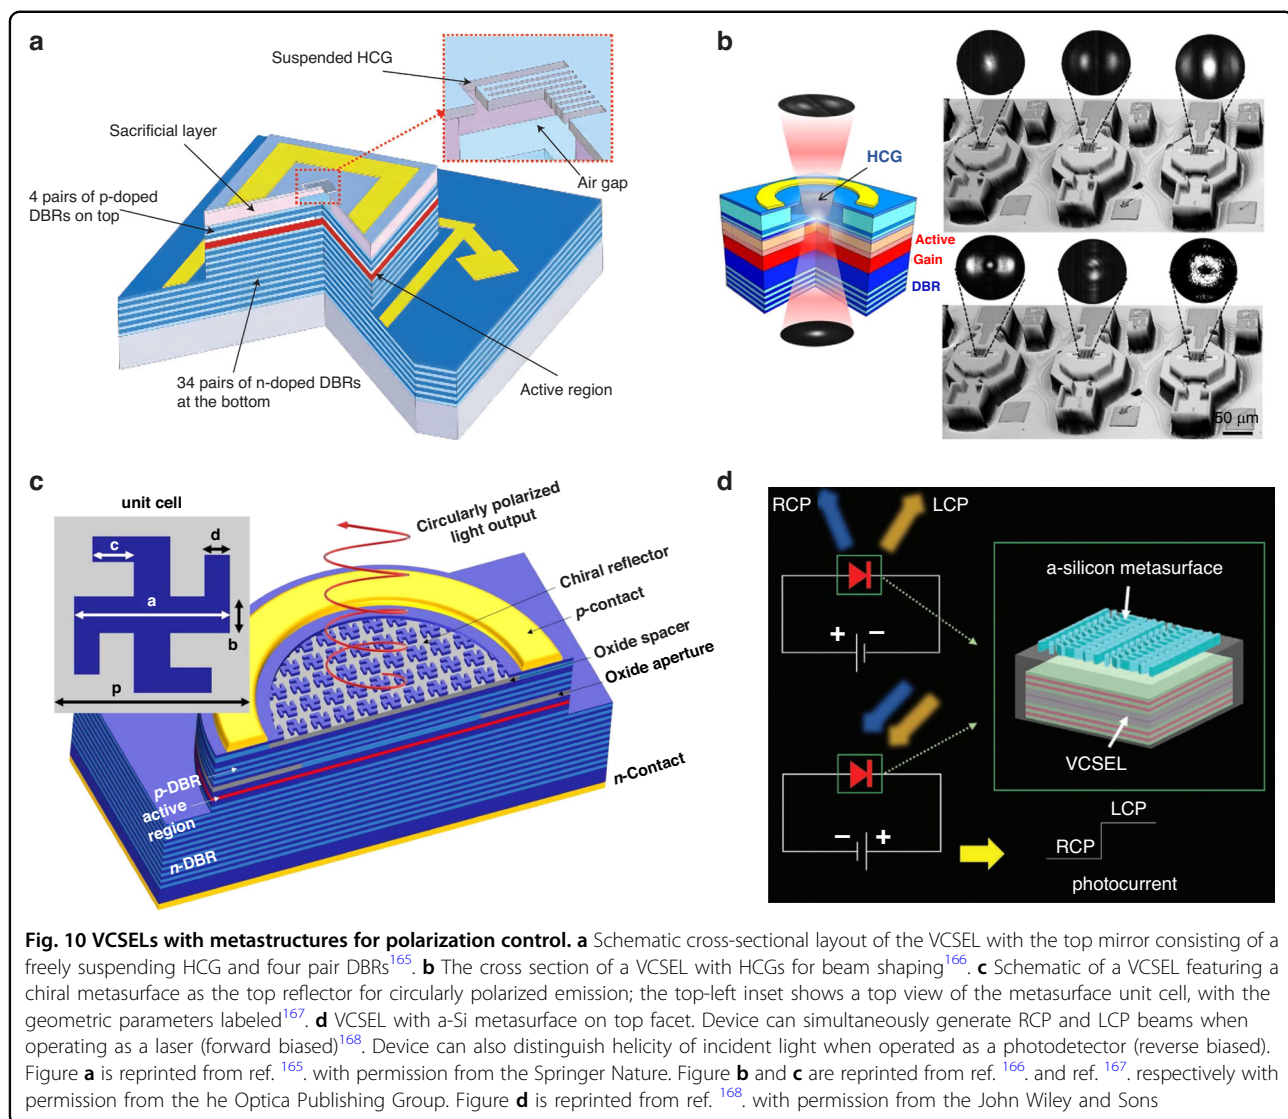 a
Suspended HCG
Sacrificial layer
4 pairs of p-doped
DBRs on top
Air gap
34 pairs of n-doped DBRs
at the bottom
Active region
b
HCG
Active
Gain
DBR
50 μm
c
unit cell
c
d
a
b
p
Circularly polarized
light output
Chiral reflector
p-contact
Oxide spacer
Oxide aperture
p-DBR
active
region
n-DBR
n-Contact
d
RCP
LCP
+ −
− +
a-silicon metasurface
VCSEL
LCP
RCP
photocurrent
Fig. 10 VCSELs with metastructures for polarization control. a Schematic cross-sectional layout of the VCSEL with the top mirror consisting of a
freely suspending HCG and four pair DBRs165. b The cross section of a VCSEL with HCGs for beam shaping166. c Schematic of a VCSEL featuring a
chiral metasurface as the top reflector for circularly polarized emission; the top-left inset shows a top view of the metasurface unit cell, with the
geometric parameters labeled167. d VCSEL with a-Si metasurface on top facet. Device can simultaneously generate RCP and LCP beams when
operating as a laser (forward biased)168. Device can also distinguish helicity of incident light when operated as a photodetector (reverse biased).
Figure a is reprinted from ref. 165. with permission from the Springer Nature. Figure b and c are reprinted from ref. 166. and ref. 167. respectively with
permission from the he Optica Publishing Group. Figure d is reprinted from ref. 168. with permission from the John Wiley and Sons